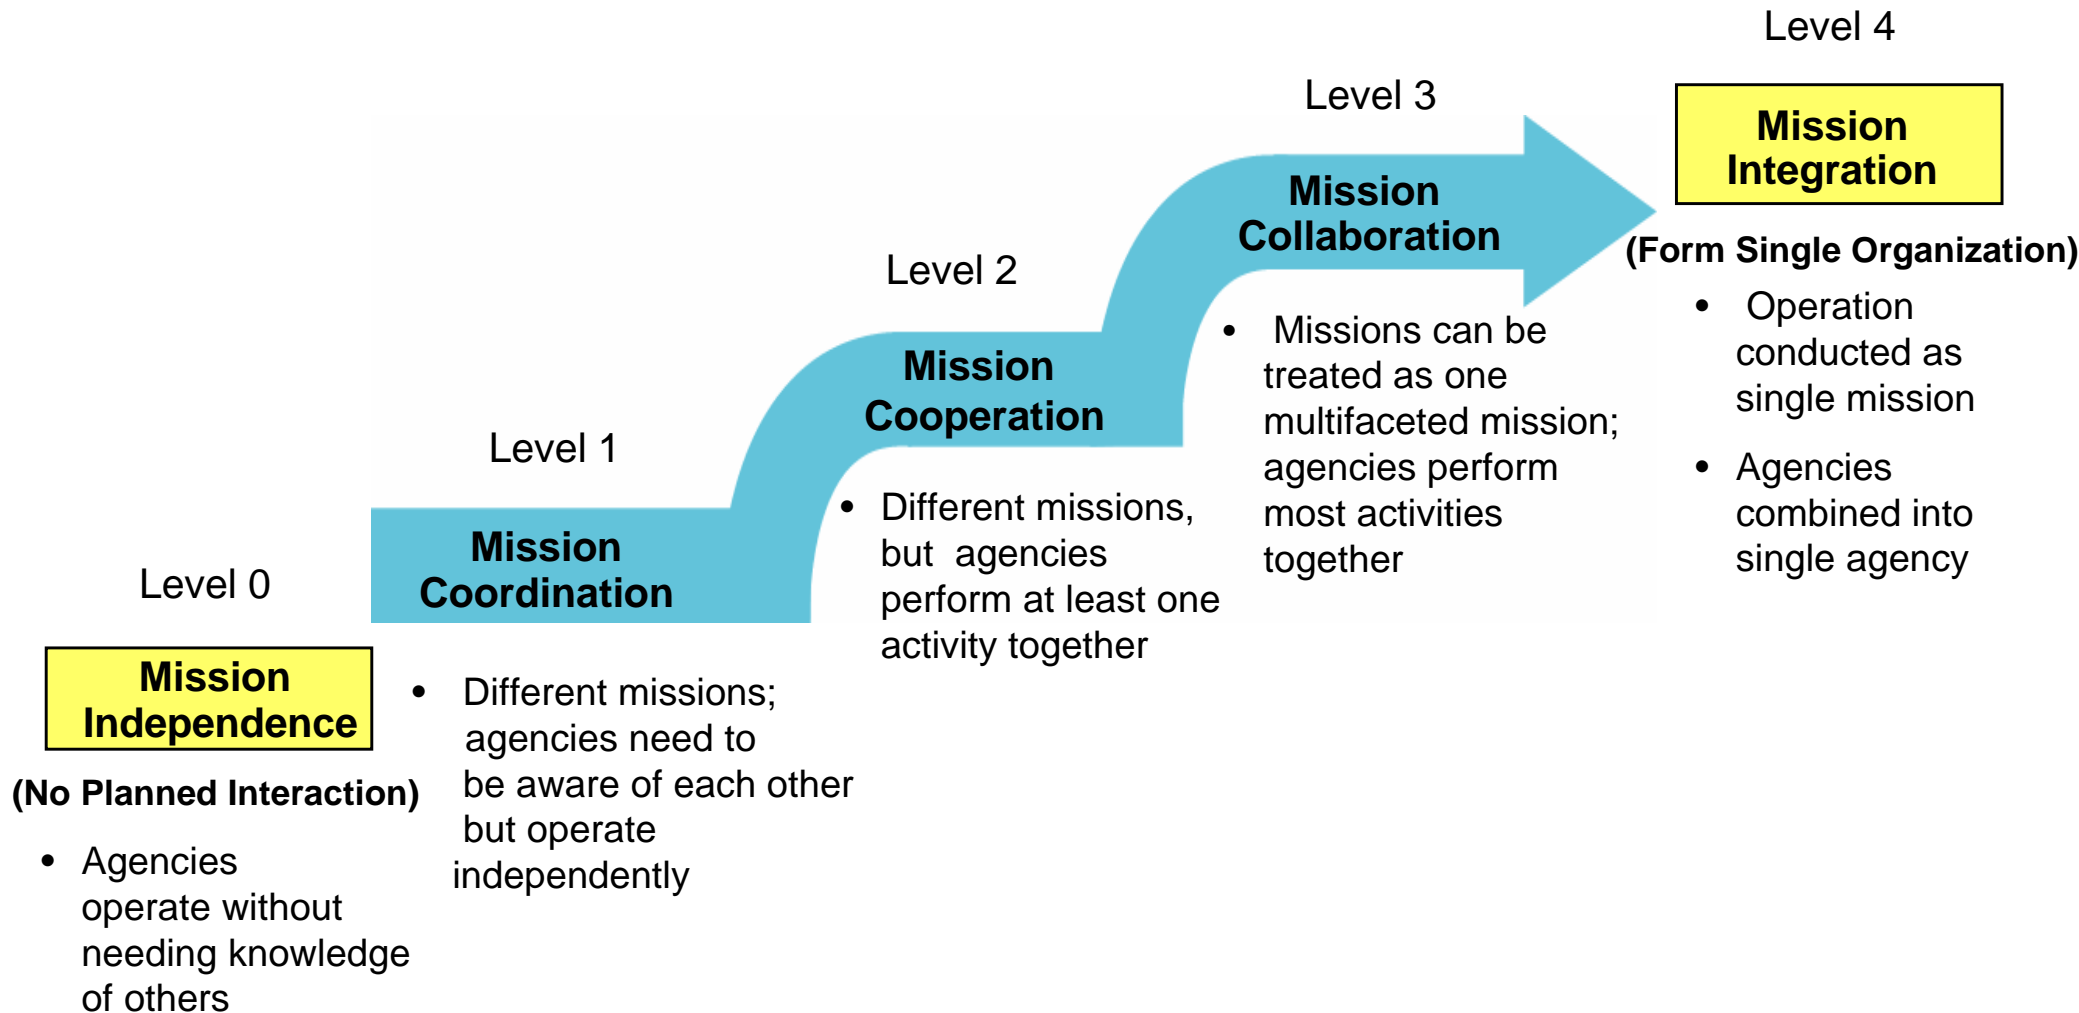 Level 0
Mission
Independence
(No Planned Interaction)
• Agencies
operate without
needing knowledge
of others
Level 1
Mission
Coordination
• Different missions;
agencies need to
be aware of each other
but operate
independently
Level 2
Mission
Cooperation
• Different missions,
but agencies
perform at least one
activity together
Level 3
Mission
Collaboration
• Missions can be
treated as one
multifaceted mission;
agencies perform
most activities
together
Level 4
Mission
Integration
(Form Single Organization)
• Operation
conducted as
single mission
• Agencies
combined into
single agency